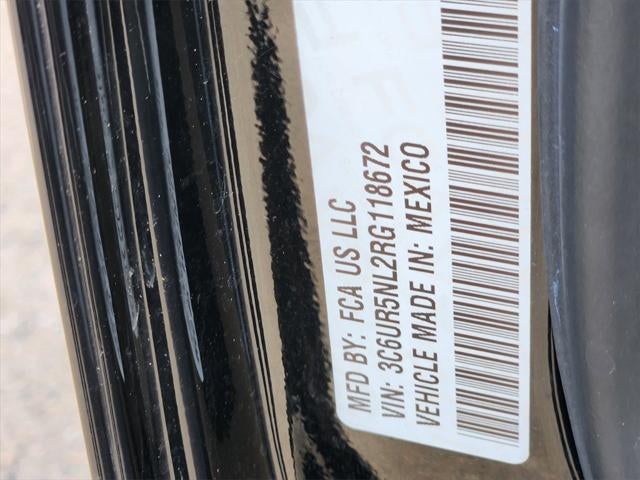 MFD BY: FCA US LLC
VIN: 3C6UR5NL2RG118672
VEHICLE MADE IN: MEXICO